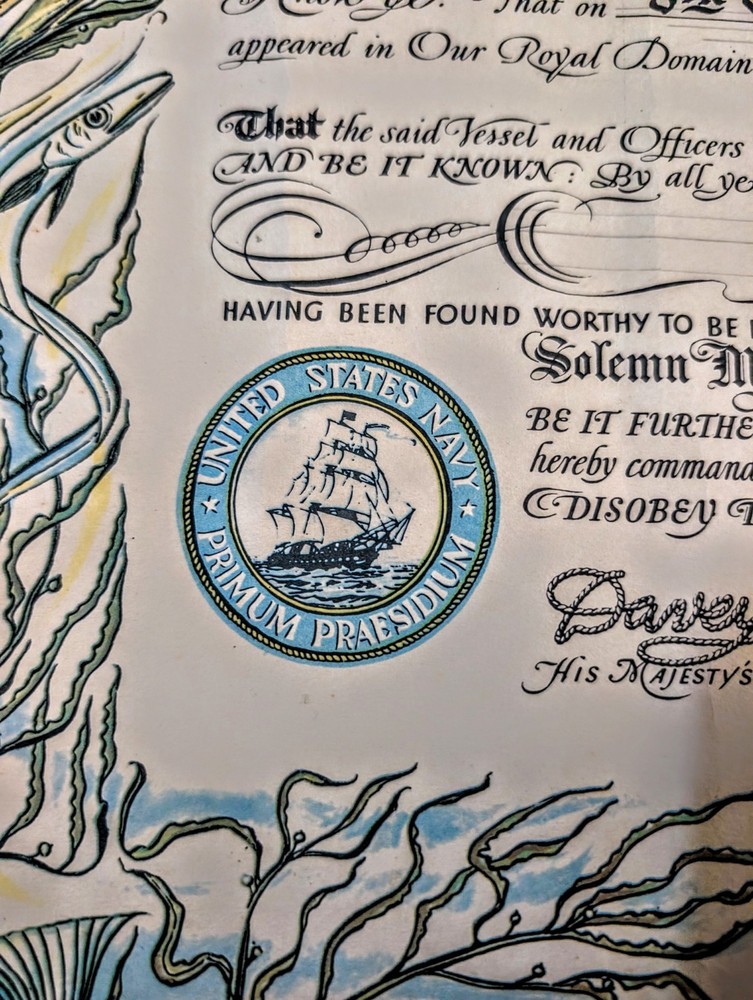 That on
appeared in Our Royal Domain
That the said Vessel and Officers
AND BE IT KNOWN: By all ye
HAVING BEEN FOUND WORTHY TO BE
Solemn M
BE IT FURTHE
hereby comman
DISOBEY
UNITED STATES NAVY
PRIMUM PRAESIDIUM
Davey
HIS MAJESTY'S